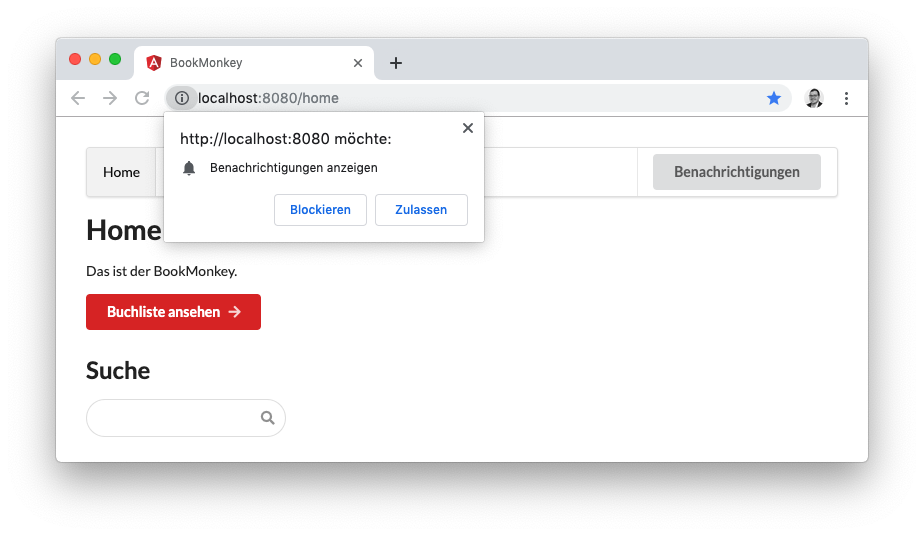 BookMonkey
localhost:8080/home
http://localhost:8080 möchte:
Benachrichtigungen anzeigen
Blockieren Zulassen
Home Benachrichtigungen
Home
Das ist der BookMonkey.
Buchliste ansehen
Suche